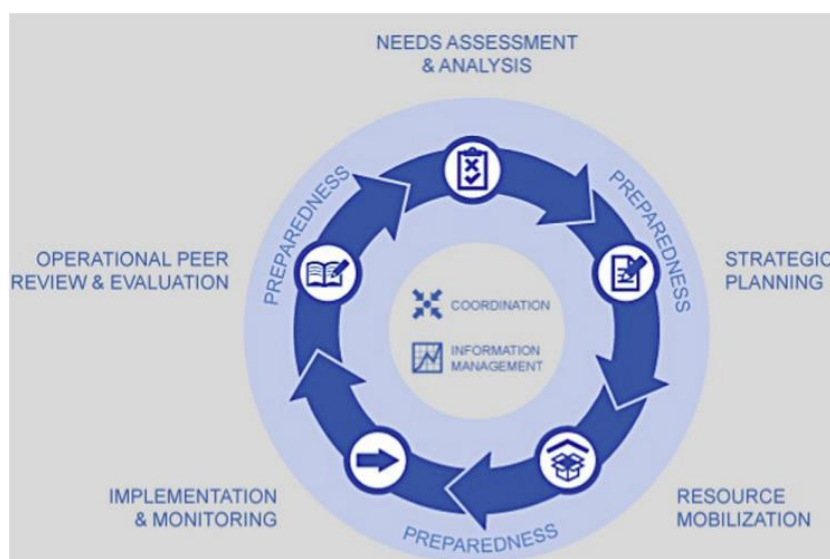 NEEDS ASSESSMENT
& ANALYSIS
PREPAREDNESS
PREPAREDNESS
OPERATIONAL PEER
REVIEW & EVALUATION
STRATEGIC
PLANNING
COORDINATION
INFORMATION
MANAGEMENT
IMPLEMENTATION
& MONITORING
RESOURCE
MOBILIZATION
PREPAREDNESS